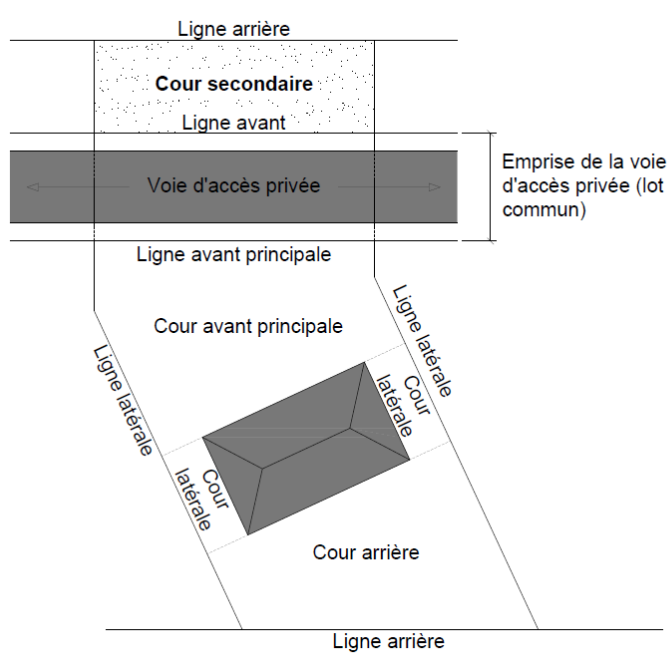 Ligne arrière
Cour secondaire
Ligne avant
Voie d'accès privée
Emprise de la voie
d'accès privée (lot
commun)
Ligne avant principale
Cour avant principale
Ligne latérale
Ligne latérale
Cour
latérale
Cour
latérale
Cour arrière
Ligne arrière